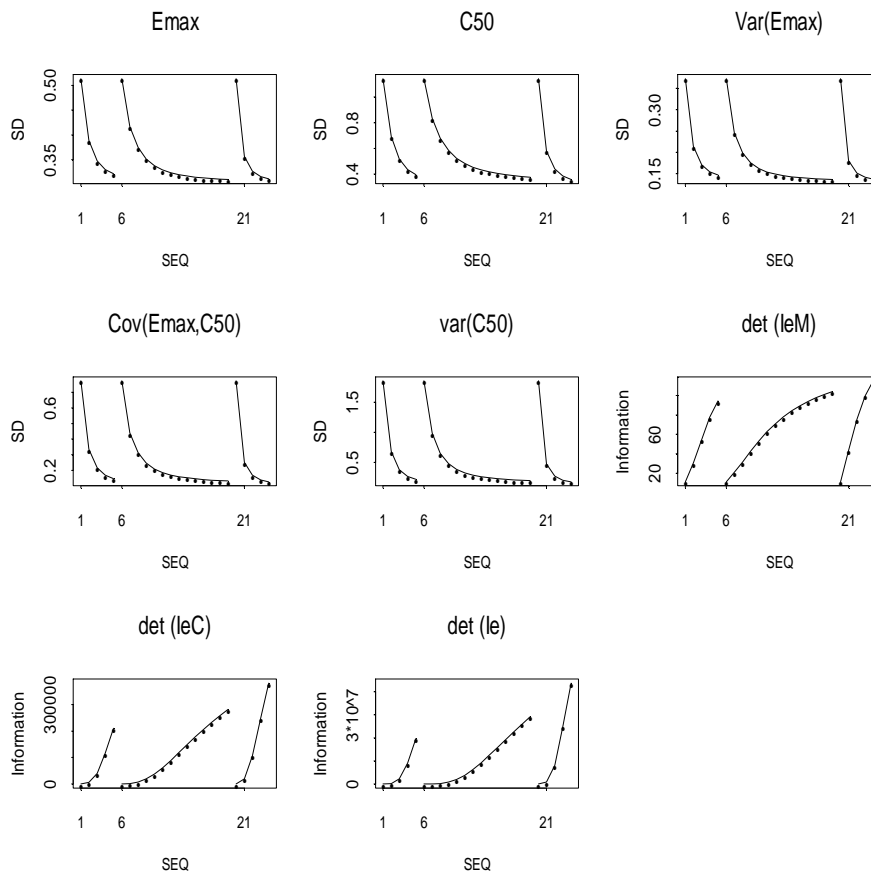 Emax
C50
Var(Emax)
SD
0.50
0.35
1
6
21
SEQ
SD
0.8
0.4
1
6
21
SEQ
SD
0.30
0.15
1
6
21
SEQ
Cov(Emax,C50)
var(C50)
det (IeM)
SD
0.6
0.2
1
6
21
SEQ
SD
1.5
0.5
1
6
21
SEQ
Information
60
20
1
6
21
SEQ
det (IeC)
det (Ie)
Information
300000
0
1
6
21
SEQ
Information
3*10^7
0
1
6
21
SEQ